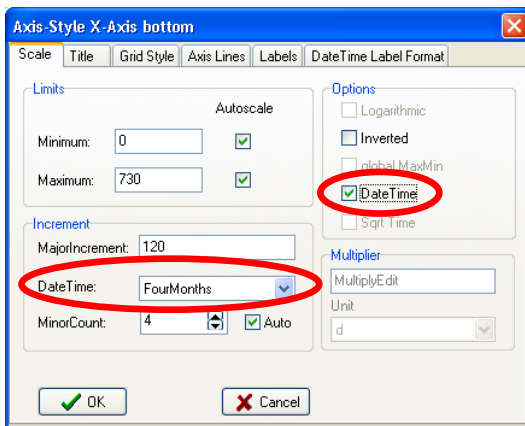 Axis-Style X-Axis bottom
Scale Title Grid Style Axis Lines Labels DateTime Label Format
Limits
Autoscale
Minimum: 0
Maximum: 730
Increment
MajorIncrement: 120
DateTime: FourMonths
MinorCount: 4 Auto
Options
Logarithmic
Inverted
global MaxMin
DateTime
Sqrt Time
Multiplier
MultiplyEdit
Unit
d
OK Cancel